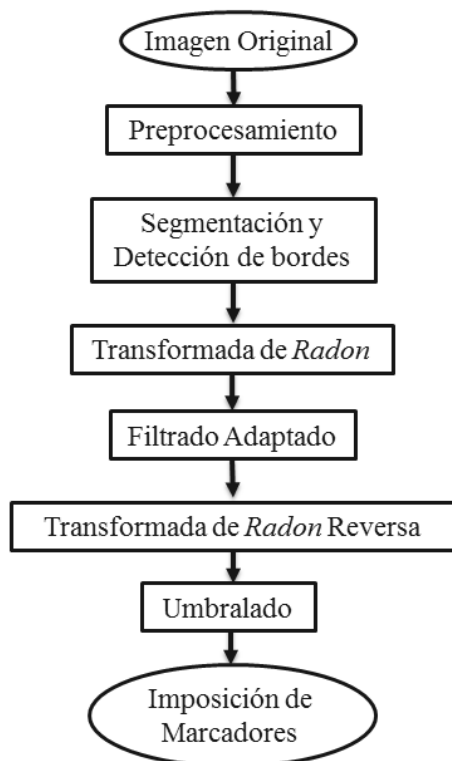 Imagen Original
Preprocesamiento
Segmentación y
Detección de bordes
Transformada de Radon
Filtrado Adaptado
Transformada de Radon Reversa
Umbralado
Imposición de
Marcadores